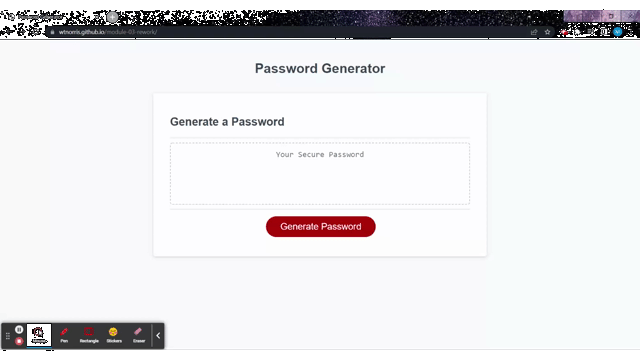 wtnorris.github.io/module-03-rework/
Password Generator
Generate a Password
Your Secure Password
Generate Password
Pen
Rectangle
Stickers
Eraser